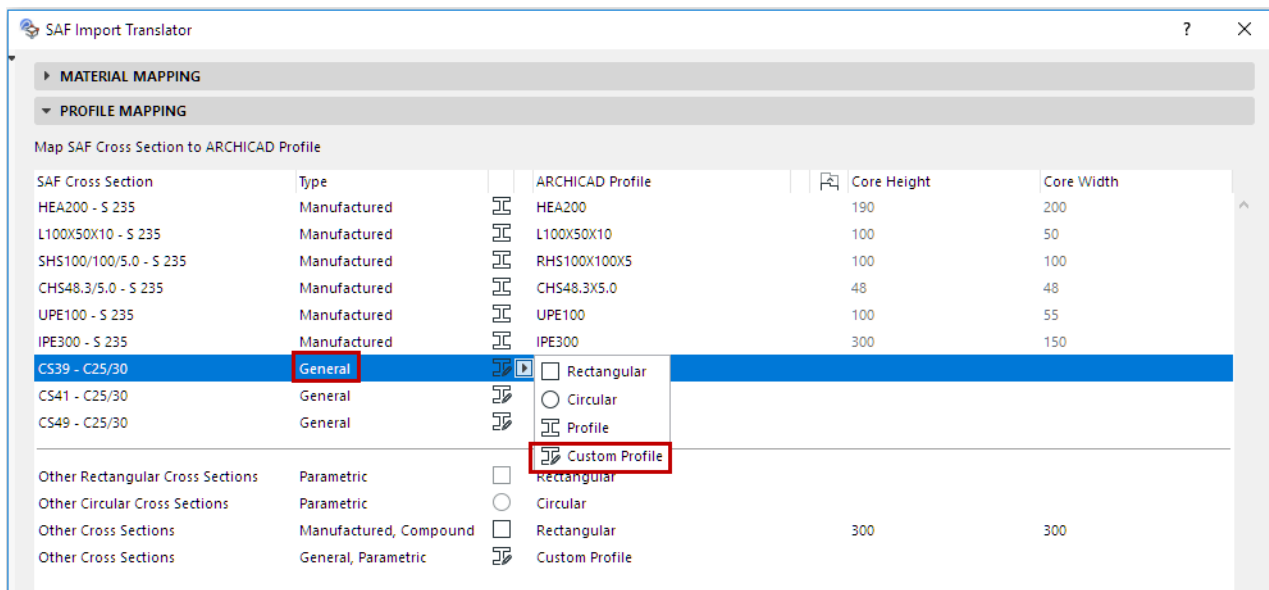 SAF Import Translator ?
MATERIAL MAPPING
PROFILE MAPPING
Map SAF Cross Section to ARCHICAD Profile
SAF Cross Section Type ARCHICAD Profile Core Height Core Width
HEA200 - S 235 Manufactured HEA200 190 200
L100X50X10 - S 235 Manufactured L100X50X10 100 50
SHS100/100/5.0 - S 235 Manufactured RHS100X100X5 100 100
CHS48.3/5.0 - S 235 Manufactured CHS48.3X5.0 48 48
UPE100 - S 235 Manufactured UPE100 100 55
IPE300 - S 235 Manufactured IPE300 300 150
CS39 - C25/30 General Rectangular
CS41 - C25/30 General Circular
CS49 - C25/30 General Profile
Custom Profile
Other Rectangular Cross Sections Parametric Rectangular
Other Circular Cross Sections Parametric Circular
Other Cross Sections Manufactured, Compound Rectangular 300 300
Other Cross Sections General, Parametric Custom Profile